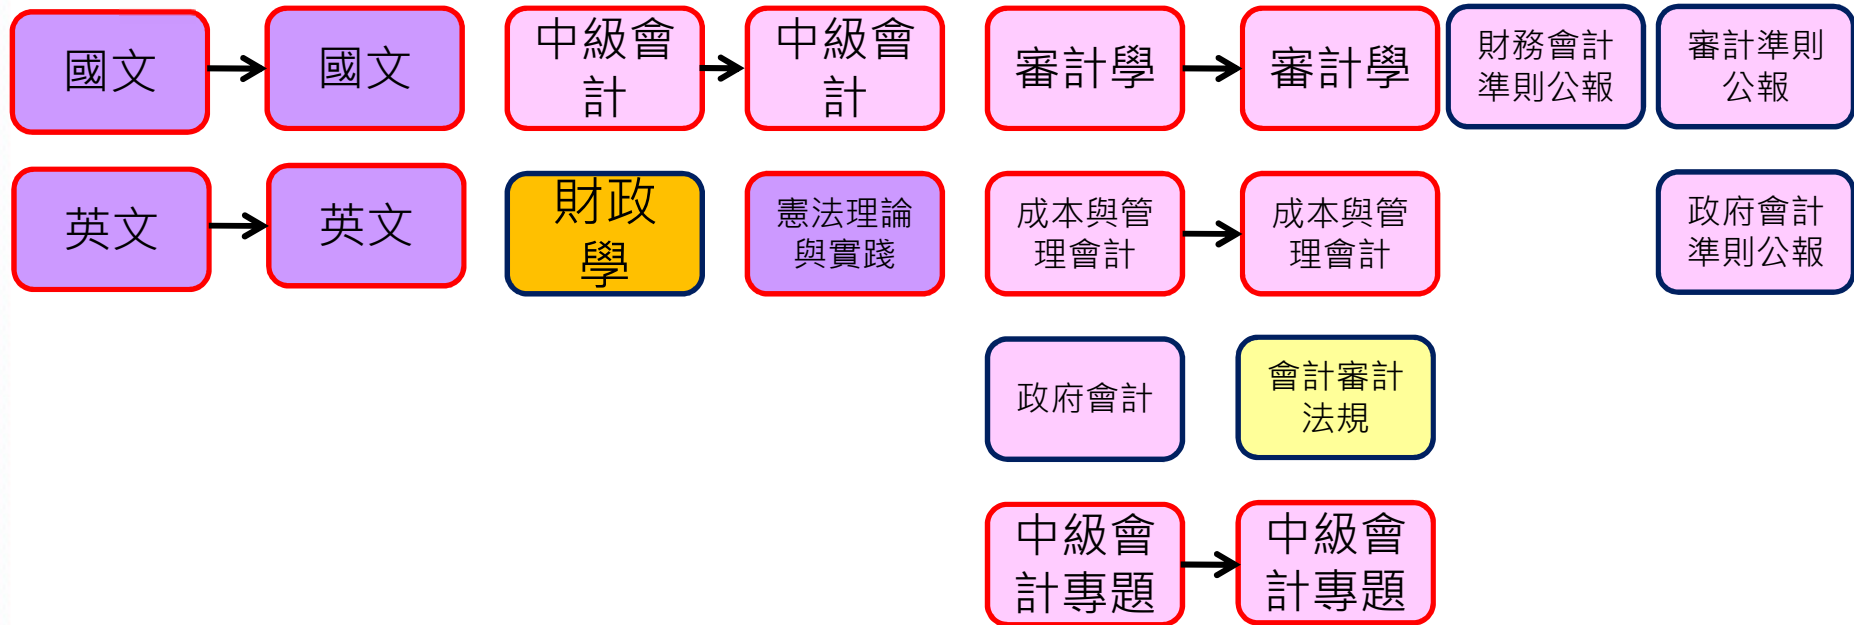 國文
國文
中級會
計
中級會
計
審計學
審計學
財務會計
準則公報
審計準則
公報
英文
英文
財政
學
憲法理論
與實踐
成本與管
理會計
成本與管
理會計
政府會計
準則公報
政府會計
會計審計
法規
中級會
計專題
中級會
計專題